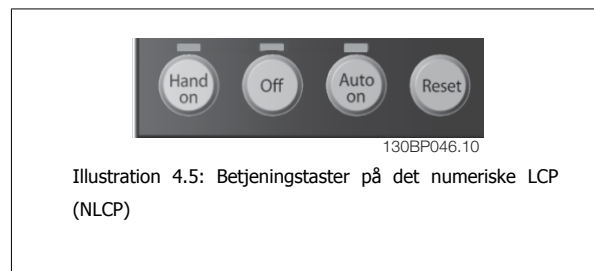 Hand
on
Off
Auto
on
Reset
130BP046.10
Illustration 4.5: Betjeningstaster på det numeriske LCP
(NLCP)